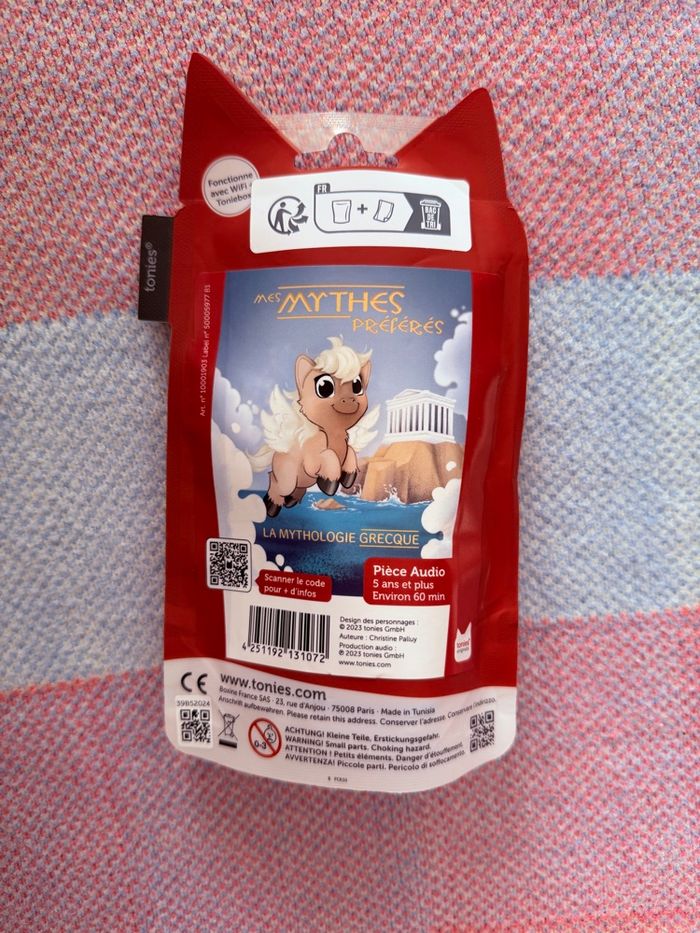 Fonctionne
avec WiFi +
Toniebox
FR
+
BAC
DE
TRI
tonies®
Art. n° 10001903 Label n° 50005977 B1
MES MYTHES
PRÉFÉRÉS
LA MYTHOLOGIE GRECQUE
Pièce Audio
5 ans et plus
Environ 60 min
Scanner le code
pour + d'infos
4 251192 131072
Design des personnages :
© 2023 tonies GmbH
Auteure : Christine Palluy
Production audio :
℗ 2023 tonies GmbH
www.tonies.com
tonies®
originals
CE
www.tonies.com
Boxine France SAS · 23, rue d'Anjou · 75008 Paris · Made in Tunisia
Anschrift aufbewahren. Please retain this address. Conserver l'adresse. Conservare l'indirizzo.
39B52024
0-3
ACHTUNG! Kleine Teile, Erstickungsgefahr.
WARNING! Small parts. Choking hazard.
ATTENTION ! Petits éléments. Danger d'étouffement.
AVVERTENZA! Piccole parti. Pericolo di soffocamento.